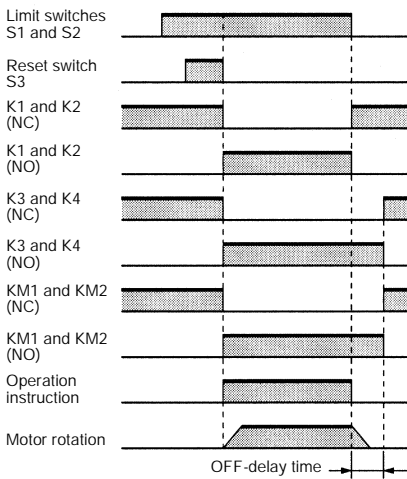 Limit switches
S1 and S2
Reset switch
S3
K1 and K2
(NC)
K1 and K2
(NO)
K3 and K4
(NC)
K3 and K4
(NO)
KM1 and KM2
(NC)
KM1 and KM2
(NO)
Operation
instruction
Motor rotation
OFF-delay time